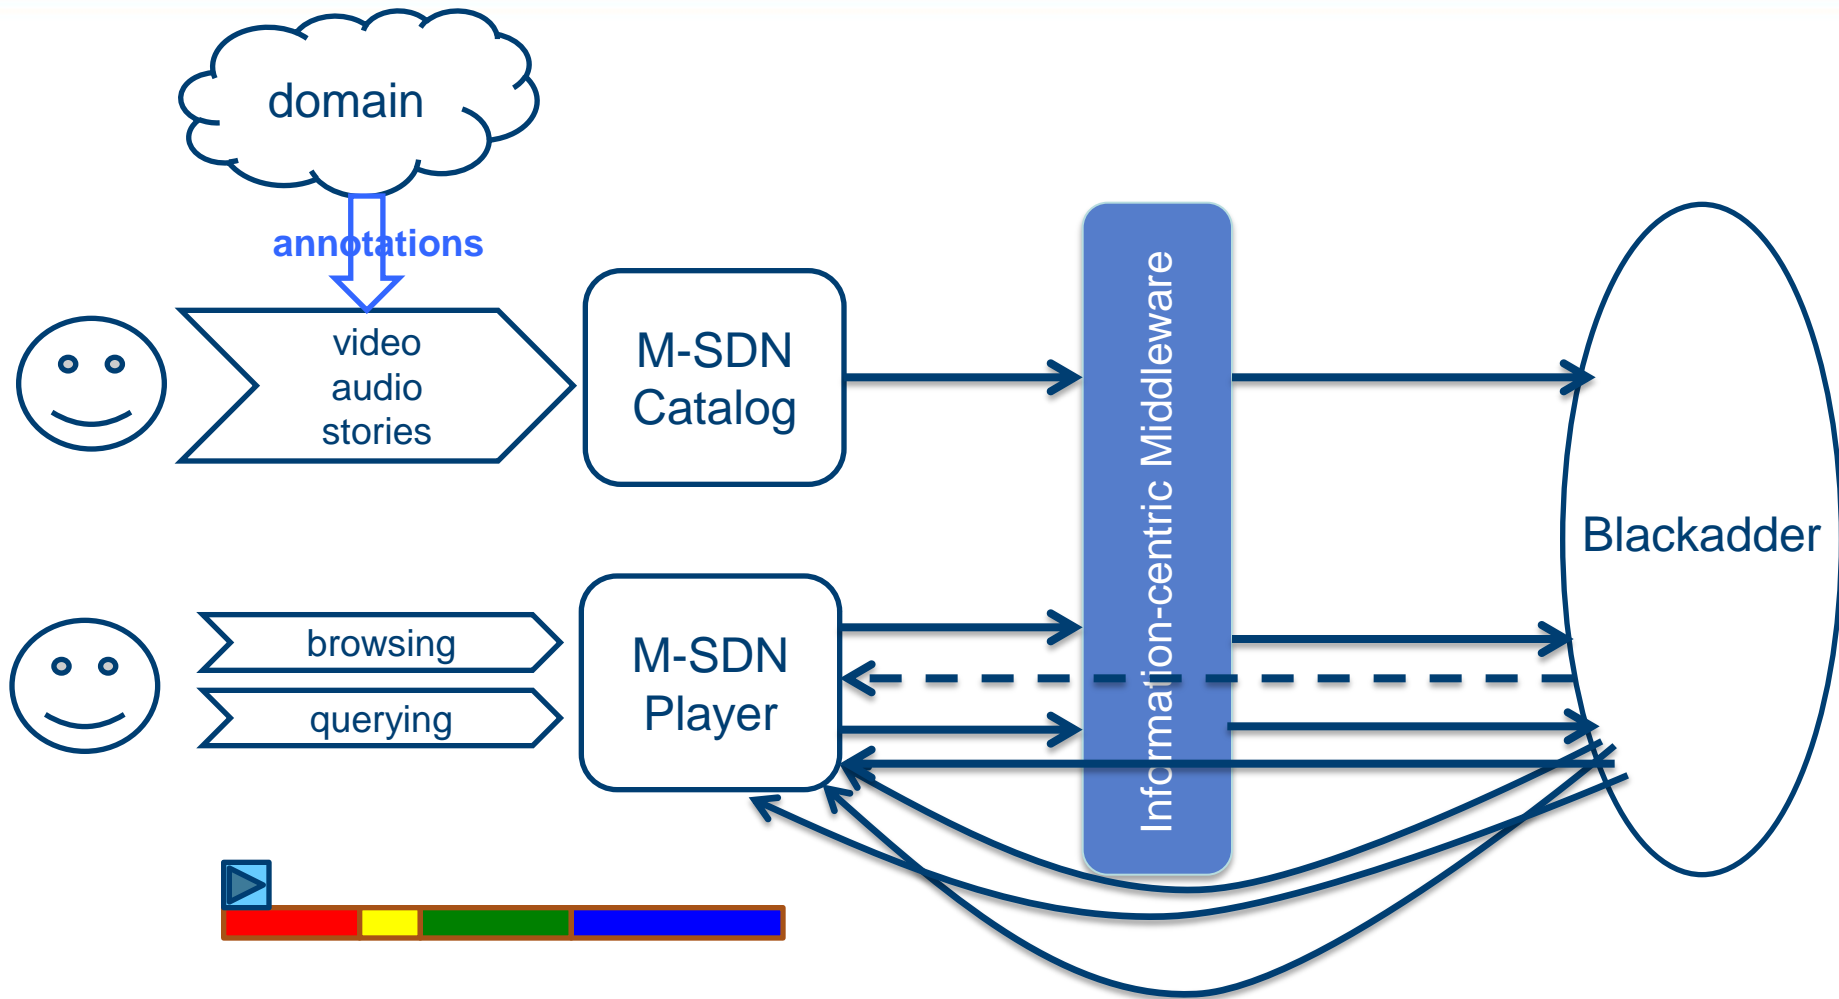 domain
annotations
video
audio
stories
M-SDN
Catalog
Information-centric Middleware
Blackadder
browsing
querying
M-SDN
Player